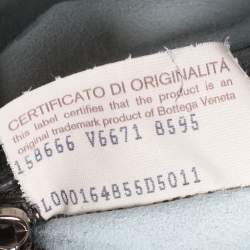 CERTIFICATO DI ORIGINALITÁ
this label certifies that the product is an
original trademark product of Bottega Veneta
158666 V6671 8595
L000164855D5011